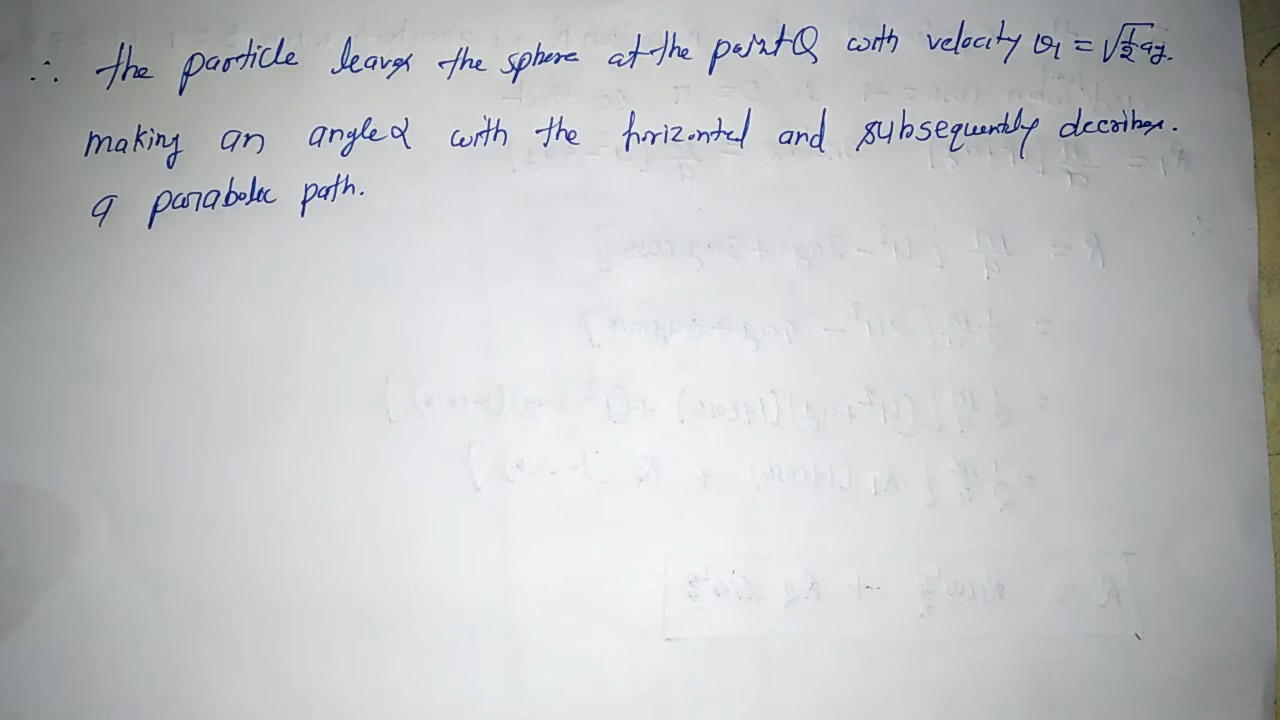 ∴ the particle leaves the sphere at the point Q with velocity v₁ = √(½ag).
making an angle α with the horizontal and subsequently describes.
a parabolic path.